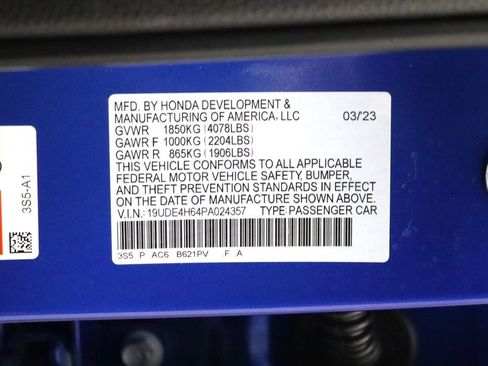 MFD. BY HONDA DEVELOPMENT &
MANUFACTURING OF AMERICA, LLC 03/'23
GVWR 1850KG (4078LBS)
GAWR F 1000KG (2204LBS)
GAWR R 865KG (1906LBS)
THIS VEHICLE CONFORMS TO ALL APPLICABLE
FEDERAL MOTOR VEHICLE SAFETY, BUMPER,
AND THEFT PREVENTION STANDARDS IN EFFECT
ON THE DATE OF MANUFACTURE SHOWN ABOVE.
V.I.N.: 19UDE4H64PA024357 TYPE:PASSENGER CAR
3S5 P AC6 B621PV .F A
3S5-A1